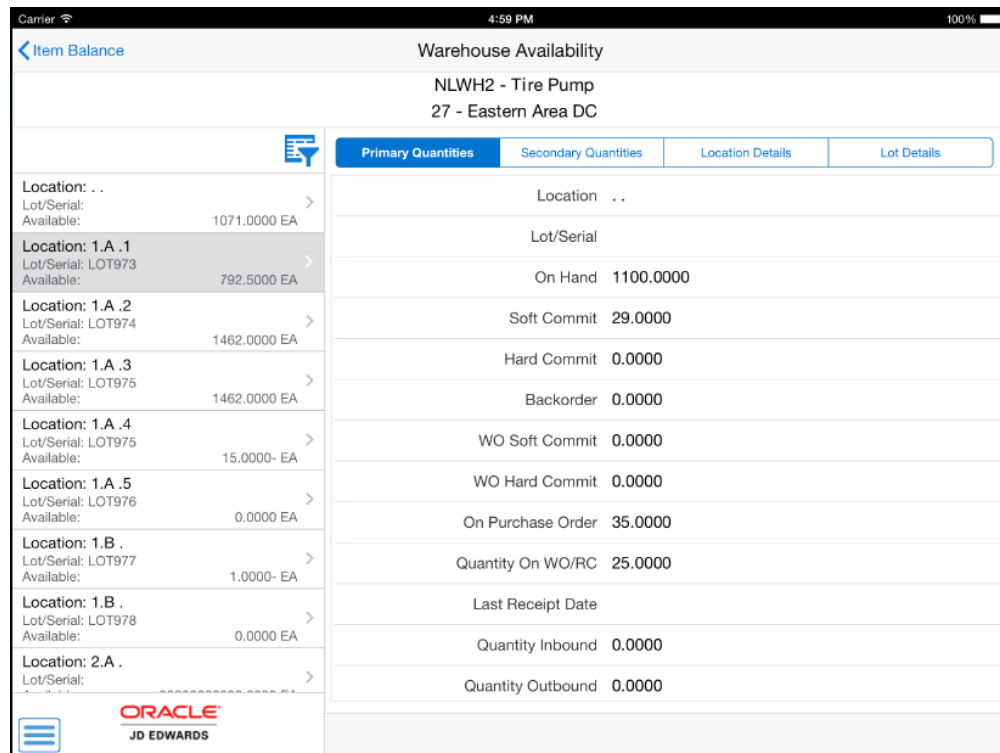 Carrier 4:59 PM 100%
Item Balance Warehouse Availability
NLWH2 - Tire Pump
27 - Eastern Area DC
Primary Quantities Secondary Quantities Location Details Lot Details
Location: . .
Lot/Serial:
Available: 1071.0000 EA
Location: 1.A .1
Lot/Serial: LOT973
Available: 792.5000 EA
Location: 1.A .2
Lot/Serial: LOT974
Available: 1462.0000 EA
Location: 1.A .3
Lot/Serial: LOT975
Available: 1462.0000 EA
Location: 1.A .4
Lot/Serial: LOT975
Available: 15.0000- EA
Location: 1.A .5
Lot/Serial: LOT976
Available: 0.0000 EA
Location: 1.B .
Lot/Serial: LOT977
Available: 1.0000- EA
Location: 1.B .
Lot/Serial: LOT978
Available: 0.0000 EA
Location: 2.A .
Lot/Serial:
ORACLE
JD EDWARDS
Location . .
Lot/Serial
On Hand 1100.0000
Soft Commit 29.0000
Hard Commit 0.0000
Backorder 0.0000
WO Soft Commit 0.0000
WO Hard Commit 0.0000
On Purchase Order 35.0000
Quantity On WO/RC 25.0000
Last Receipt Date
Quantity Inbound 0.0000
Quantity Outbound 0.0000